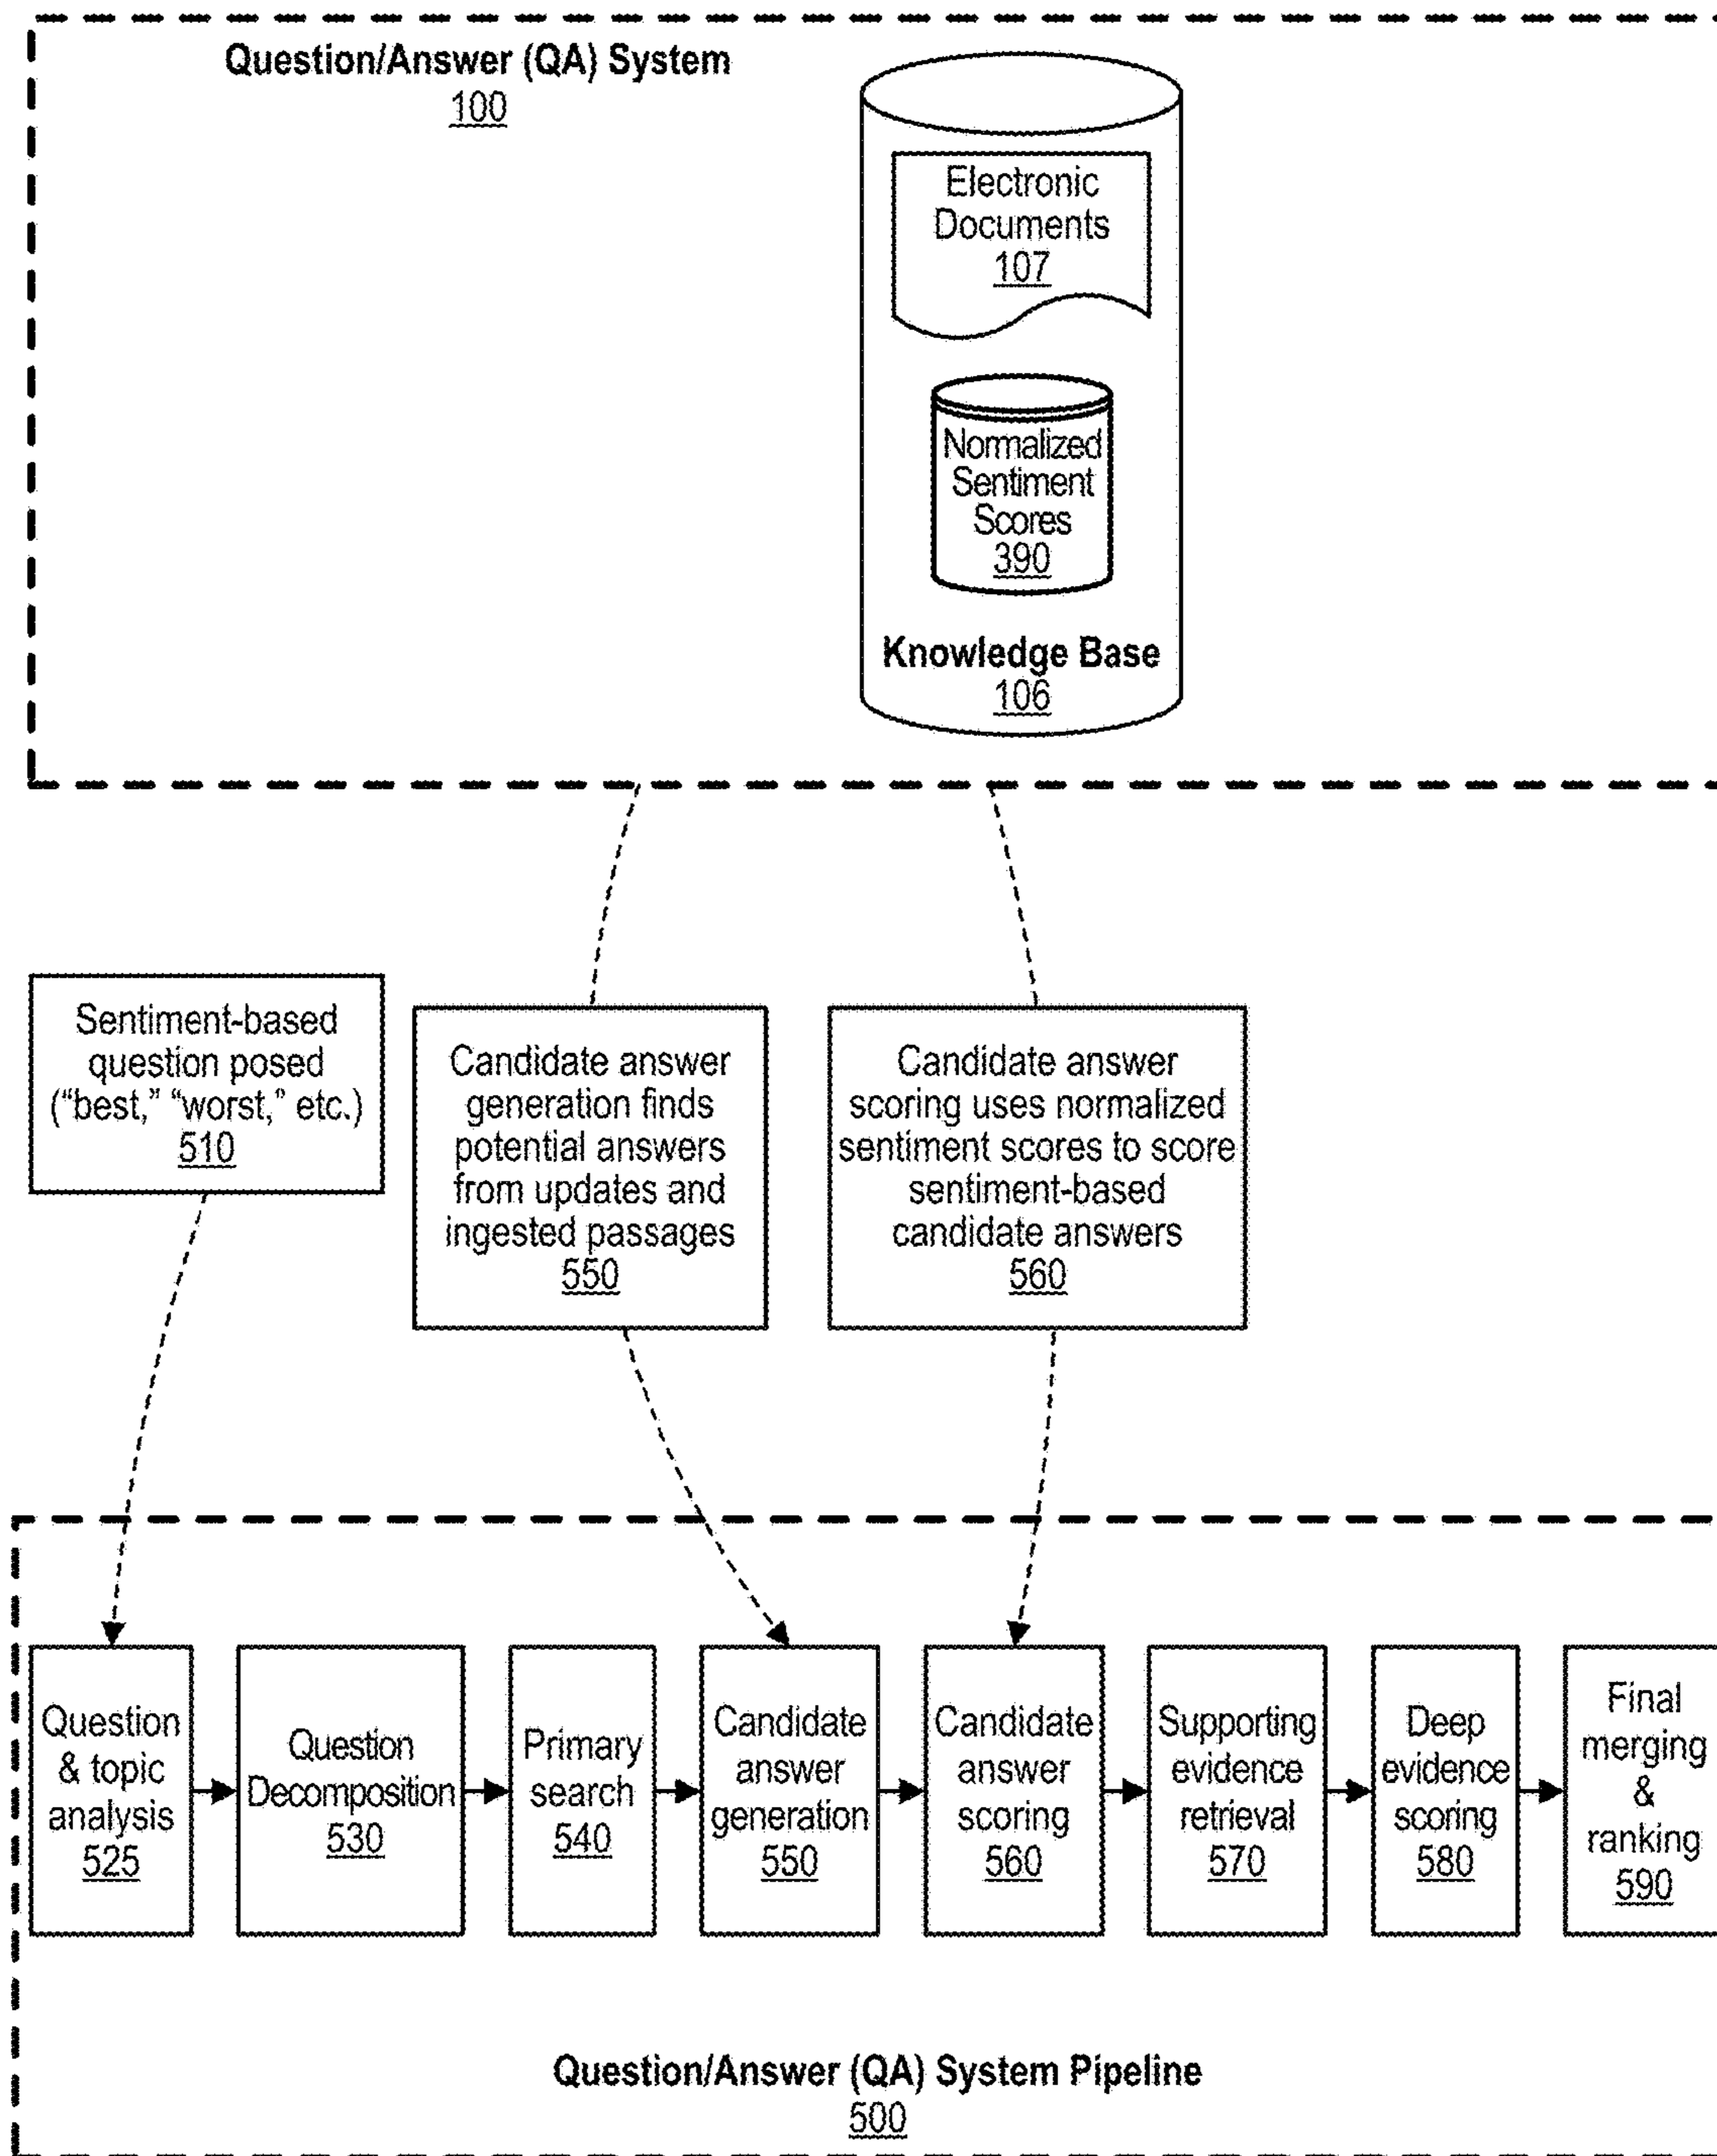 Question/Answer (QA) System
100
Electronic
Documents
107
Normalized
Sentiment
Scores
390
Knowledge Base
106
Sentiment-based
question posed
(“best,” “worst,” etc.)
510
Candidate answer
generation finds
potential answers
from updates and
ingested passages
550
Candidate answer
scoring uses normalized
sentiment scores to score
sentiment-based
candidate answers
560
Question
& topic
analysis
525
Question
Decomposition
530
Primary
search
540
Candidate
answer
generation
550
Candidate
answer
scoring
560
Supporting
evidence
retrieval
570
Deep
evidence
scoring
580
Final
merging
&
ranking
590
Question/Answer (QA) System Pipeline
500